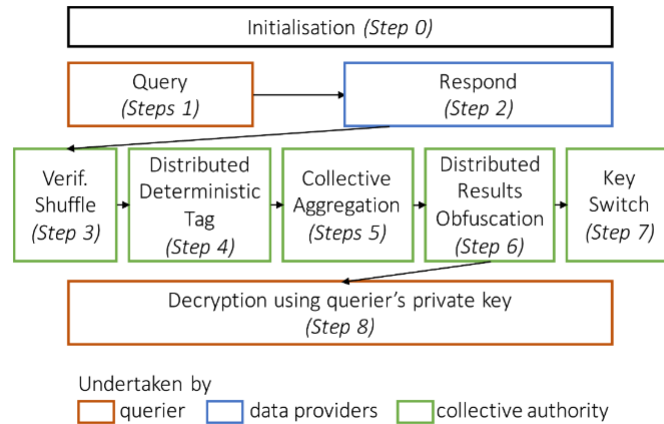 Initialisation (Step 0)
Query
(Steps 1)
Respond
(Step 2)
Verif.
Shuffle
(Step 3)
Distributed
Deterministic
Tag
(Step 4)
Collective
Aggregation
(Steps 5)
Distributed
Results
Obfuscation
(Step 6)
Key
Switch
(Step 7)
Decryption using querier's private key
(Step 8)
Undertaken by
querier
data providers
collective authority